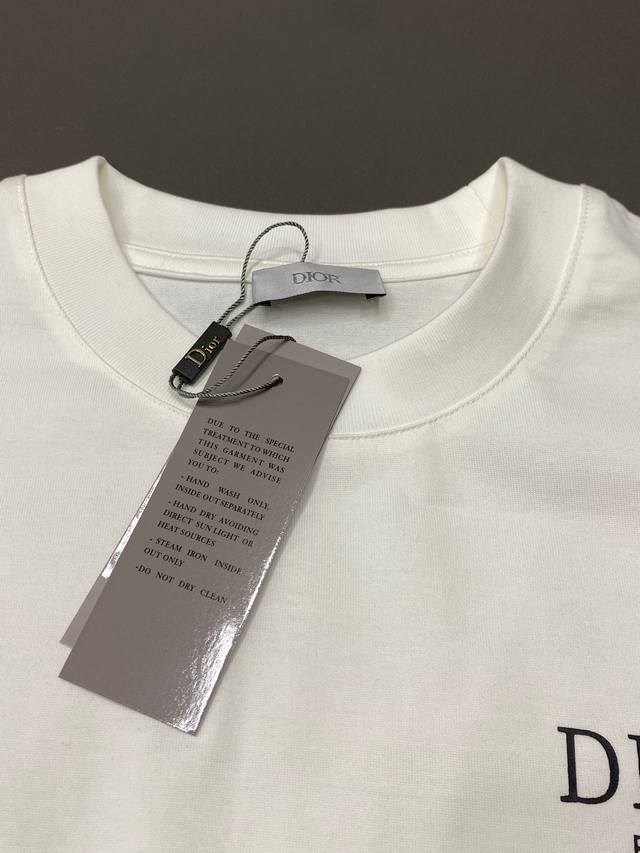 DIOR
Dior
DUE TO THE SPECIAL
TREATMENT TO WHICH
THIS GARMENT WAS
SUBJECT WE ADVISE
YOU TO:
- HAND WASH ONLY,
INSIDE OUT SEPARATELY
- HAND DRY AVOIDING
DIRECT SUN LIGHT OR
HEAT SOURCES
- STEAM IRON INSIDE
OUT ONLY
-DO NOT DRY CLEAN
D